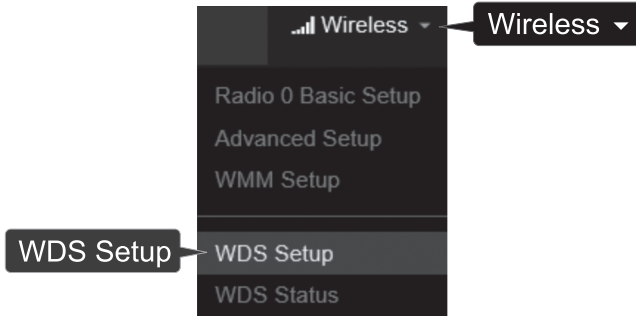 Wireless
Wireless
Radio 0 Basic Setup
Advanced Setup
WMM Setup
WDS Setup
WDS Setup
WDS Status